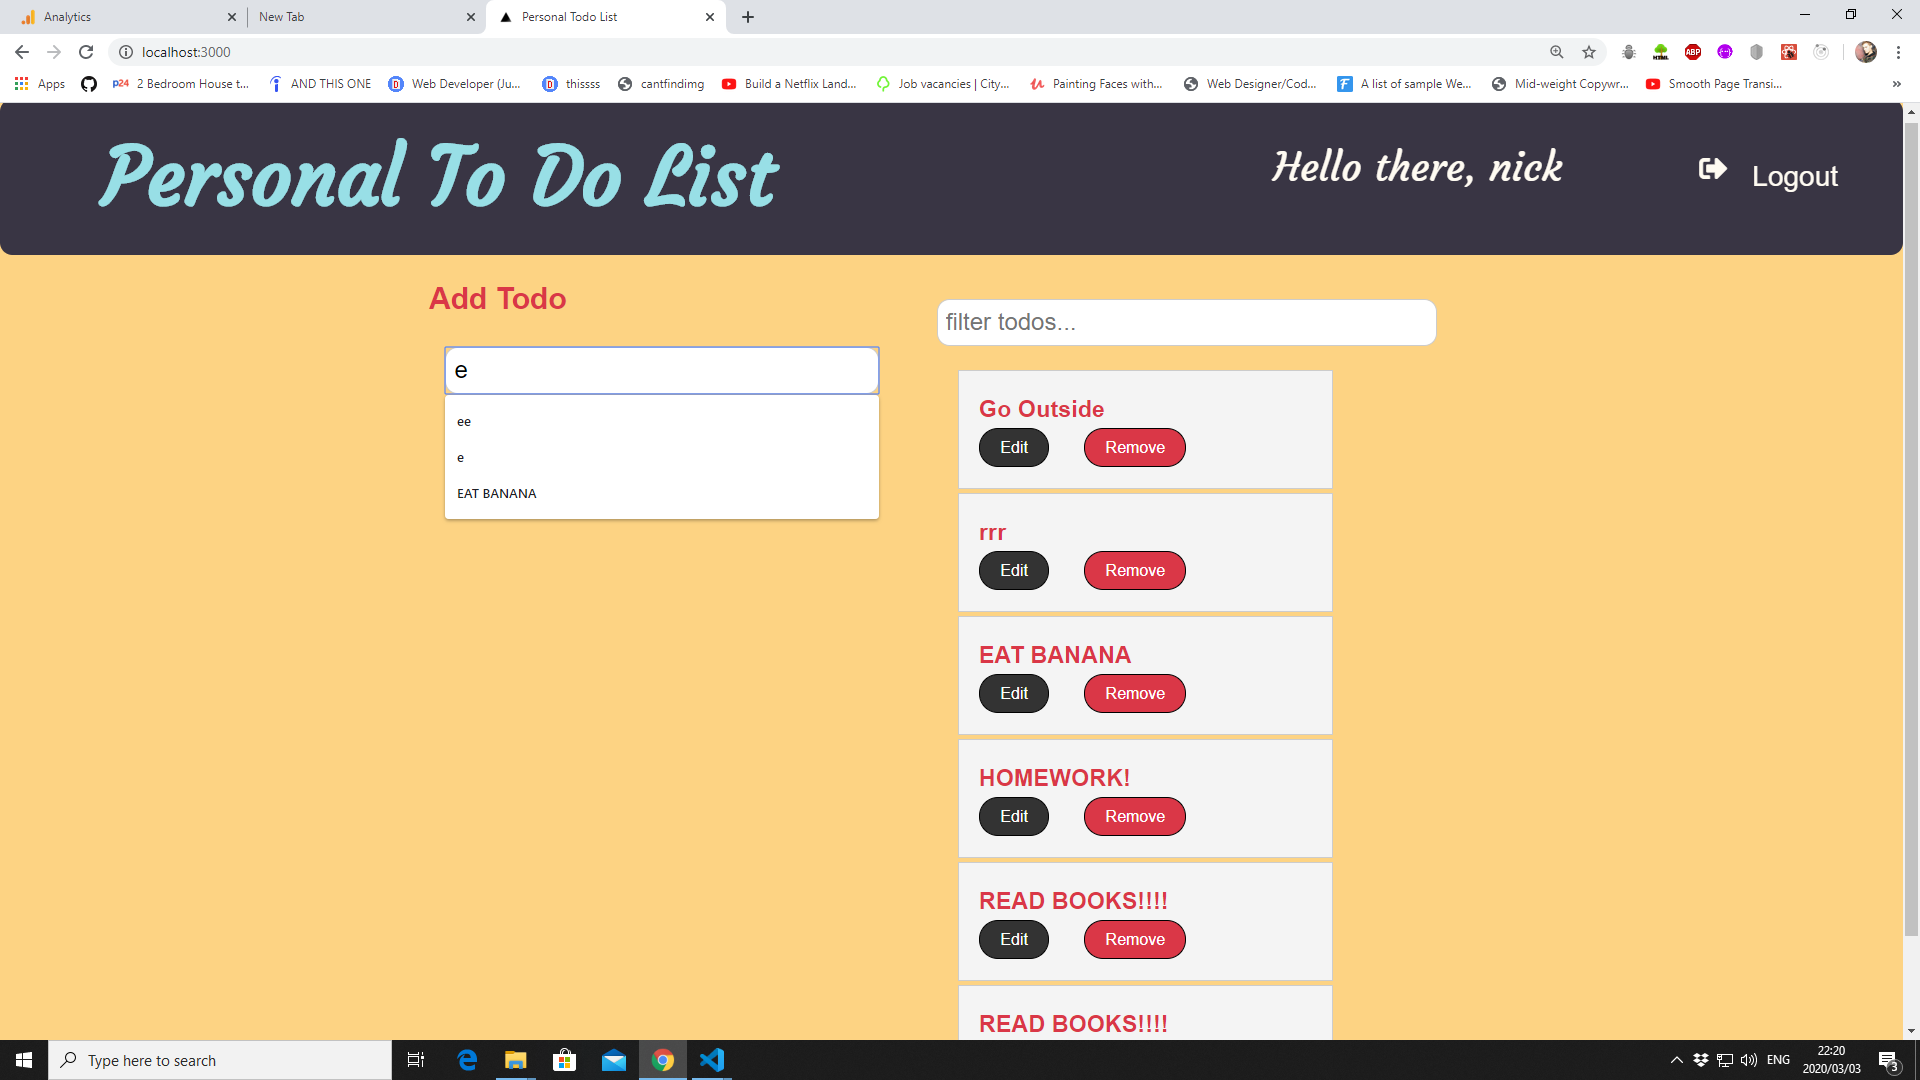 Analytics
New Tab
Personal Todo List
localhost:3000
Apps
p24 2 Bedroom House t...
AND THIS ONE
Web Developer (Ju...
thissss
cantfindimg
Build a Netflix Land...
Job vacancies | City...
Painting Faces with...
Web Designer/Cod...
A list of sample We...
Mid-weight Copywr...
Smooth Page Transi...
»
Personal To Do List
Hello there, nick
Logout
Add Todo
e
ee
e
EAT BANANA
filter todos...
Go Outside
Edit Remove
rrr
Edit Remove
EAT BANANA
Edit Remove
HOMEWORK!
Edit Remove
READ BOOKS!!!!
Edit Remove
READ BOOKS!!!!
Type here to search
ENG
22:20
2020/03/03
3